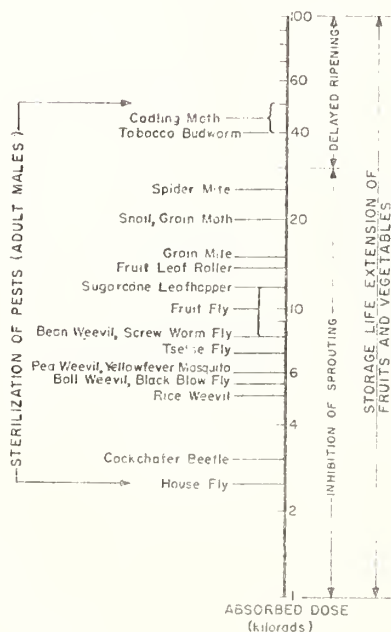 100
80
60
Codling Moth
Tobacco Budworm
40
Spider Mite
Snail, Grain Moth
20
Grain Mite
Fruit Leaf Roller
Sugarcane Leafhopper
Fruit Fly
10
Bean Weevil, Screw Worm Fly
8
Tsetse Fly
Pea Weevil, Yellowfever Mosquito
6
Boll Weevil, Black Blow Fly
Rice Weevil
4
Cockchafer Beetle
House Fly
2
1
ABSORBED DOSE
(kilorads)
STERILIZATION OF PESTS (ADULT MALES)
DELAYED RIPENING
INHIBITION OF SPROUTING
STORAGE LIFE EXTENSION OF
FRUITS AND VEGETABLES